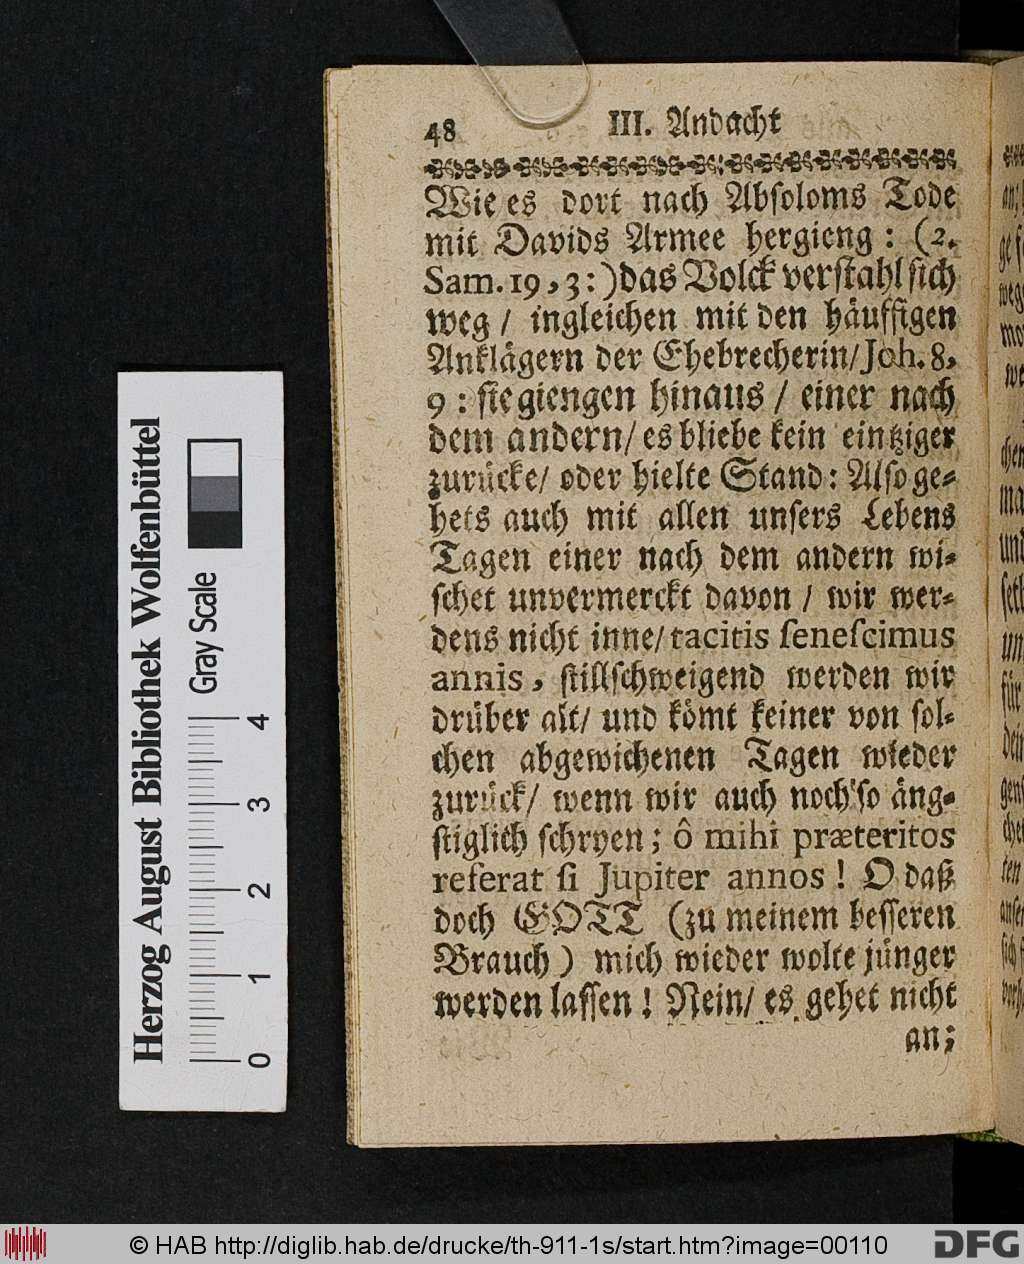 48 III. Andacht
Wie es dort nach Absoloms Tode
mit Davids Armee hergieng: (2.
Sam. 19, 3:) das Volck verstahl sich
weg / ingleichen mit den häuffigen
Anklägern der Ehebrecherin/ Joh. 8,
9: sie giengen hinaus / einer nach
dem andern/ es bliebe kein eintziger
zurücke/ oder hielte Stand: Also ge-
hets auch mit allen unsers Lebens
Tagen einer nach dem andern wi-
schet unvermerckt davon / wir wer-
dens nicht inne/ tacitis senescimus
annis, stillschweigend werden wir
drüber alt/ und kömt keiner von sol-
chen abgewichenen Tagen wieder
zurück/ wenn wir auch noch so äng-
stiglich schryen; ô mihi præteritos
referat si Jupiter annos! O daß
doch GOTT (zu meinem besseren
Brauch) mich wieder wolte jünger
werden lassen! Nein/ es gehet nicht
an;
Herzog August Bibliothek Wolfenbüttel
Gray Scale
0 1 2 3 4
© HAB http://diglib.hab.de/drucke/th-911-1s/start.htm?image=00110
DFG